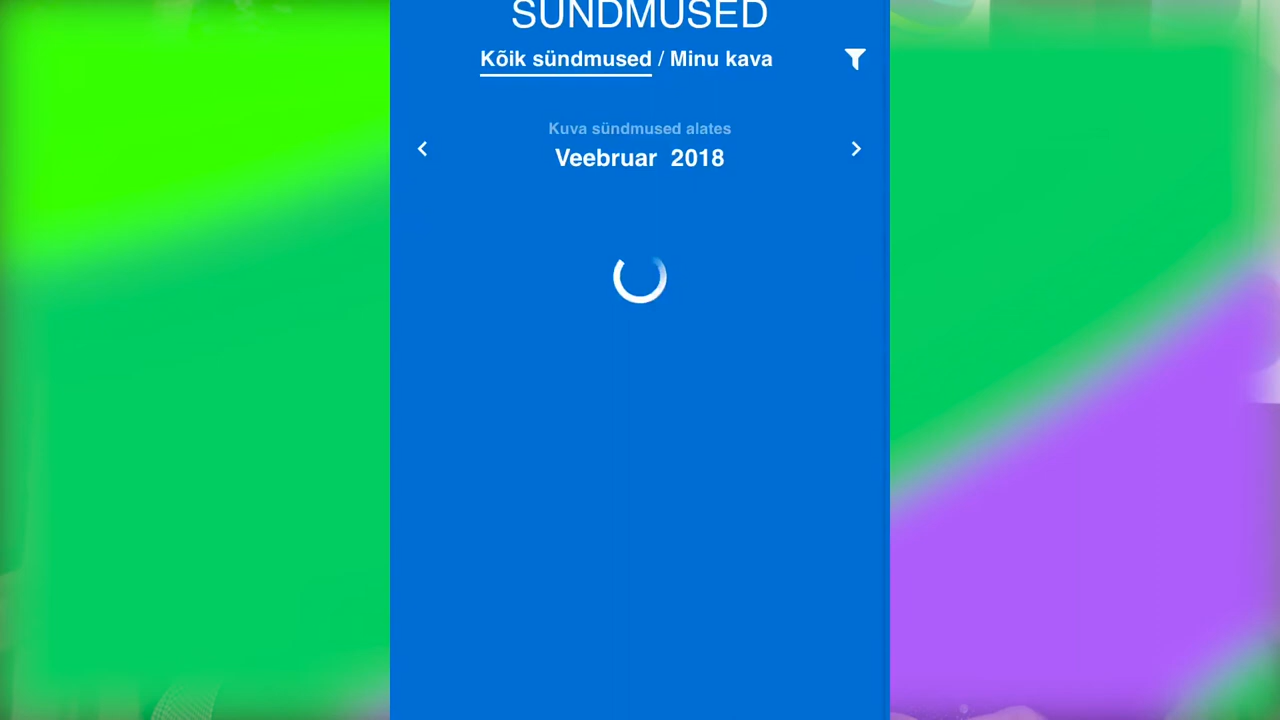 SÜNDMUSED
Kõik sündmused / Minu kava
Kuva sündmused alates
Veebruar 2018